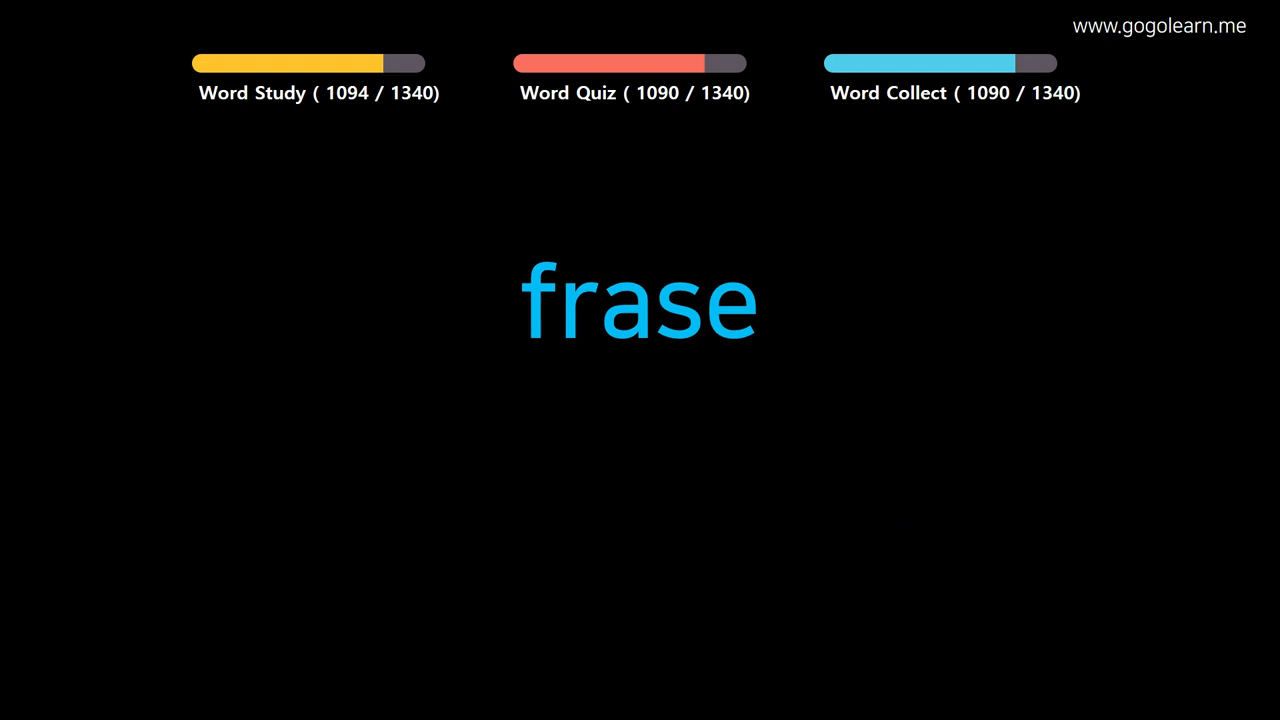 www.gogolearn.me
Word Study ( 1094 / 1340)
Word Quiz ( 1090 / 1340)
Word Collect ( 1090 / 1340)
frase